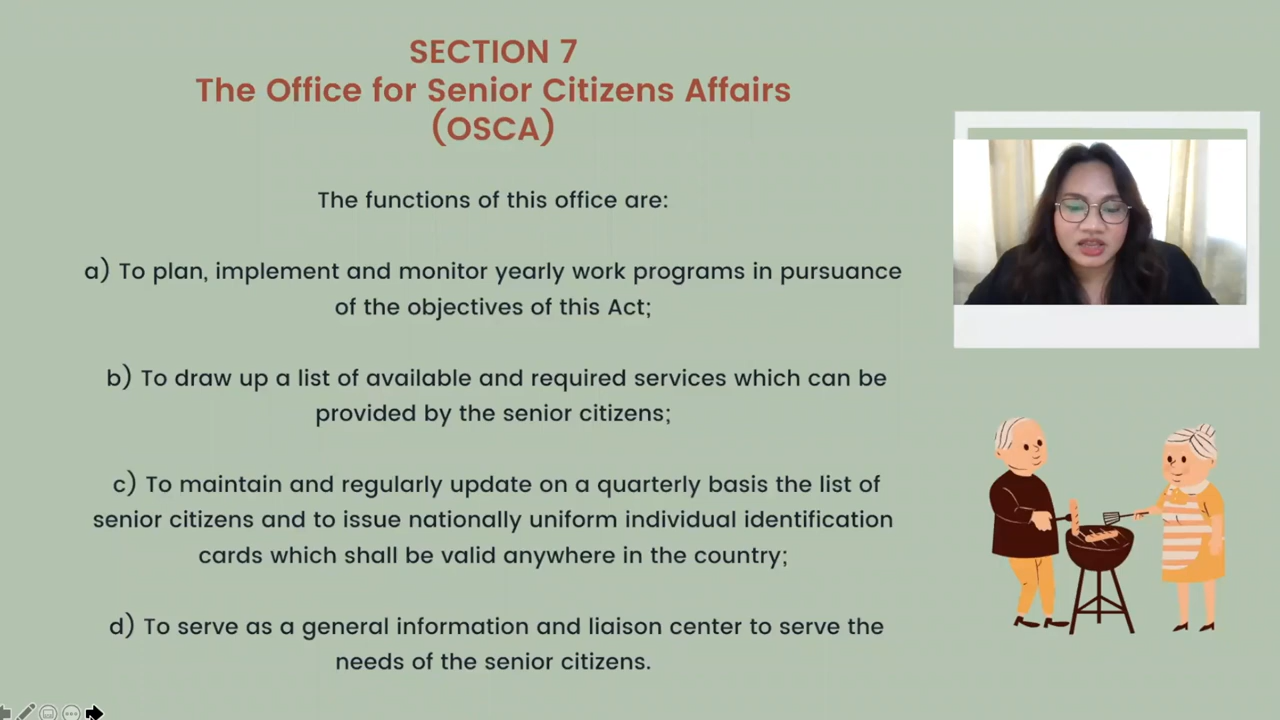 SECTION 7
The Office for Senior Citizens Affairs
(OSCA)
The functions of this office are:
a) To plan, implement and monitor yearly work programs in pursuance
of the objectives of this Act;
b) To draw up a list of available and required services which can be
provided by the senior citizens;
c) To maintain and regularly update on a quarterly basis the list of
senior citizens and to issue nationally uniform individual identification
cards which shall be valid anywhere in the country;
d) To serve as a general information and liaison center to serve the
needs of the senior citizens.